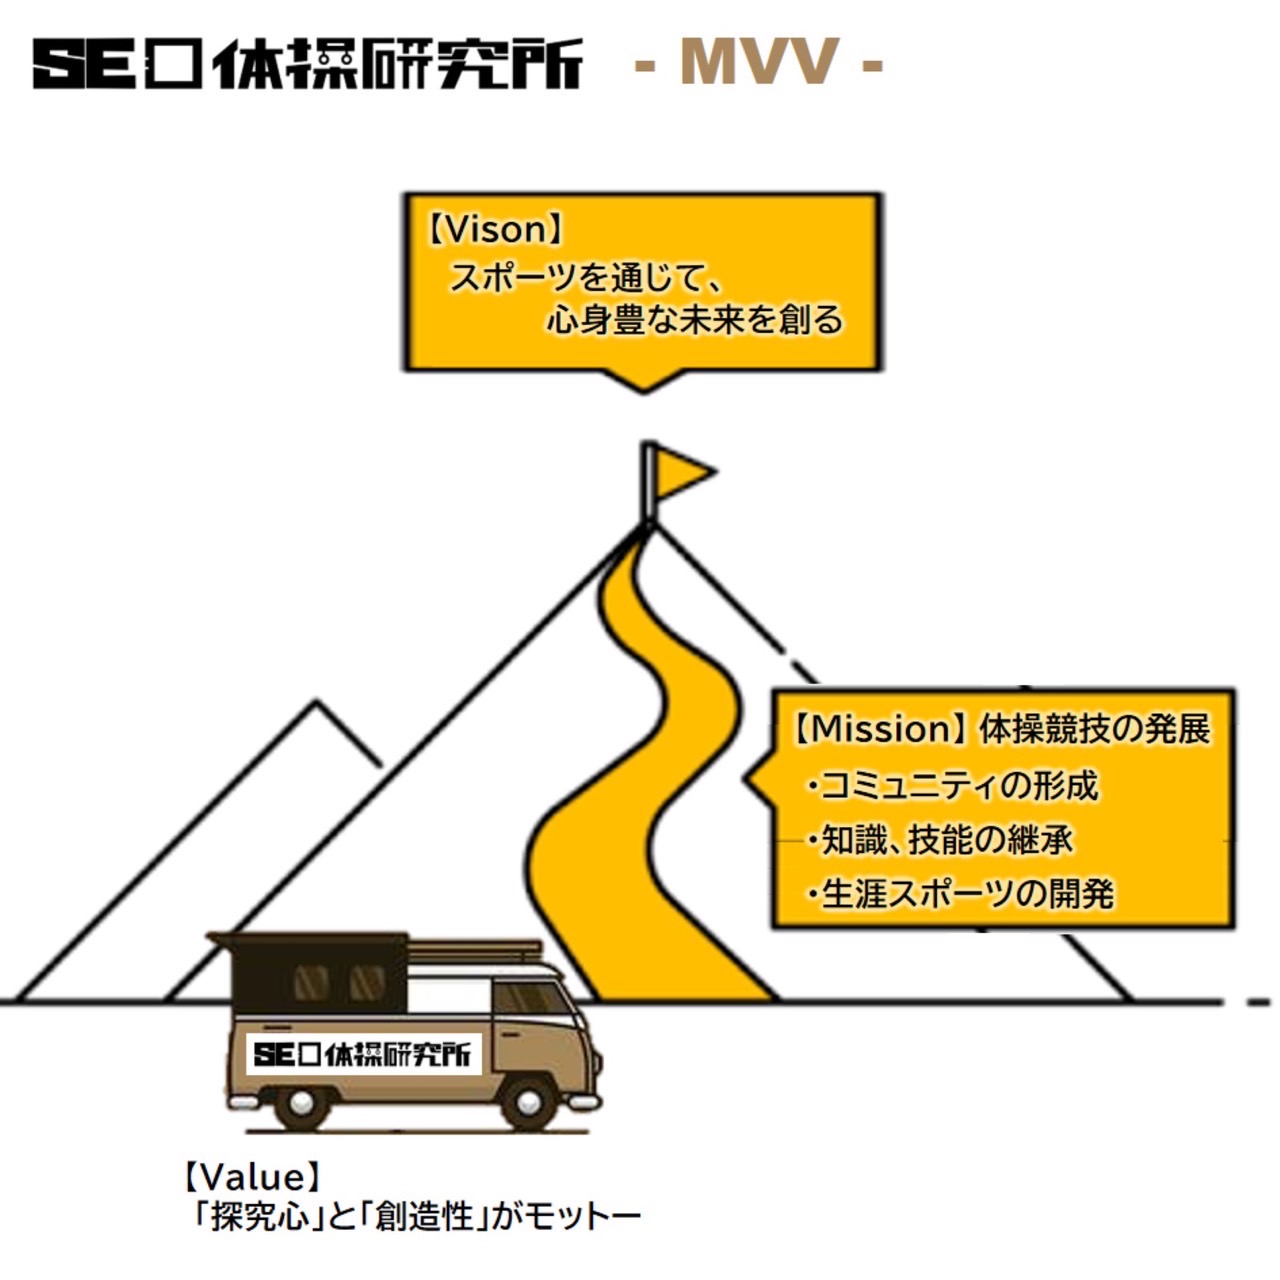 SE口体操研究所 - MVV -
【Vison】
スポーツを通じて、
心身豊な未来を創る
【Mission】体操競技の発展
・コミュニティの形成
・知識、技能の継承
・生涯スポーツの開発
SE口体操研究所
【Value】
「探究心」と「創造性」がモットー